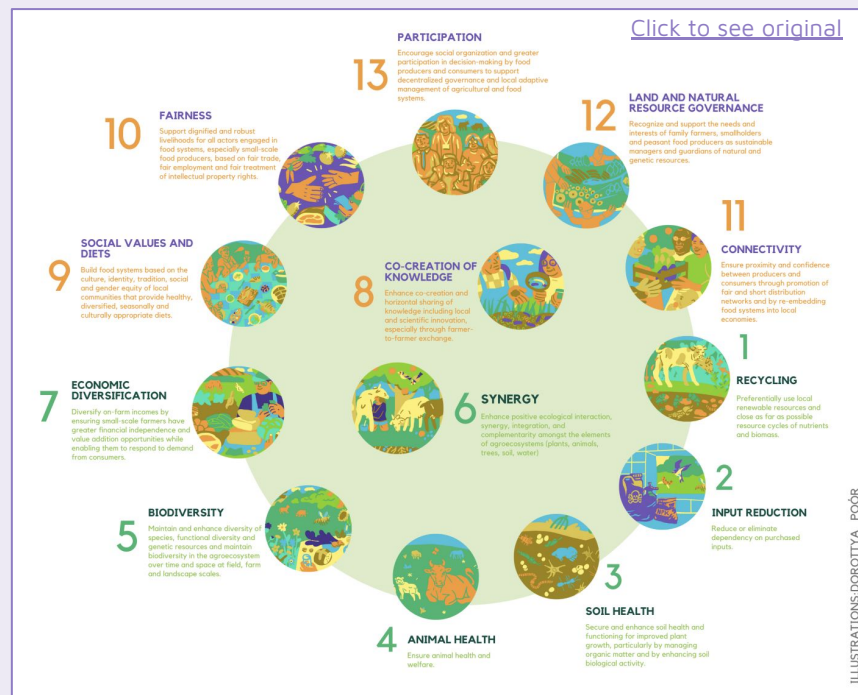 Click to see original
13
PARTICIPATION
Encourage social organization and greater
participation in decision-making by food
producers and consumers to support
decentralized governance and local adaptive
management of agricultural and food
systems.
12
LAND AND NATURAL
RESOURCE GOVERNANCE
Recognize and support the needs and
interests of family farmers, smallholders
and peasant food producers as sustainable
managers and guardians of natural and
genetic resources.
10
FAIRNESS
Support dignified and robust
livelihoods for all actors engaged in
food systems, especially small-scale
food producers, based on fair trade,
fair employment and fair treatment
of intellectual property rights.
11
CONNECTIVITY
Ensure proximity and confidence
between producers and
consumers through promotion of
fair and short distribution
networks and by re-embedding
food systems into local
economies.
9
SOCIAL VALUES AND
DIETS
Build food systems based on the
culture, identity, tradition, social
and gender equity of local
communities that provide healthy,
diversified, seasonally and
culturally appropriate diets.
8
CO-CREATION OF
KNOWLEDGE
Enhance co-creation and
horizontal sharing of
knowledge including local
and scientific innovation,
especially through farmer-
to-farmer exchange.
1
RECYCLING
Preferentially use local
renewable resources and
close as far as possible
resource cycles of nutrients
and biomass.
7
ECONOMIC
DIVERSIFICATION
Diversify on-farm incomes by
ensuring small-scale farmers have
greater financial independence and
value addition opportunities while
enabling them to respond to demand
from consumers.
6
SYNERGY
Enhance positive ecological interaction,
synergy, integration, and
complementarity amongst the elements
of agroecosystems (plants, animals,
trees, soil, water)
2
INPUT REDUCTION
Reduce or eliminate
dependency on purchased
inputs.
5
BIODIVERSITY
Maintain and enhance diversity of
species, functional diversity and
genetic resources and maintain
biodiversity in the agroecosystem
over time and space at field, farm
and landscape scales.
3
SOIL HEALTH
Secure and enhance soil health and
functioning for improved plant
growth, particularly by managing
organic matter and by enhancing soil
biological activity.
4
ANIMAL HEALTH
Ensure animal health and
welfare.
ILLUSTRATIONS:DOROTTYA POÓR